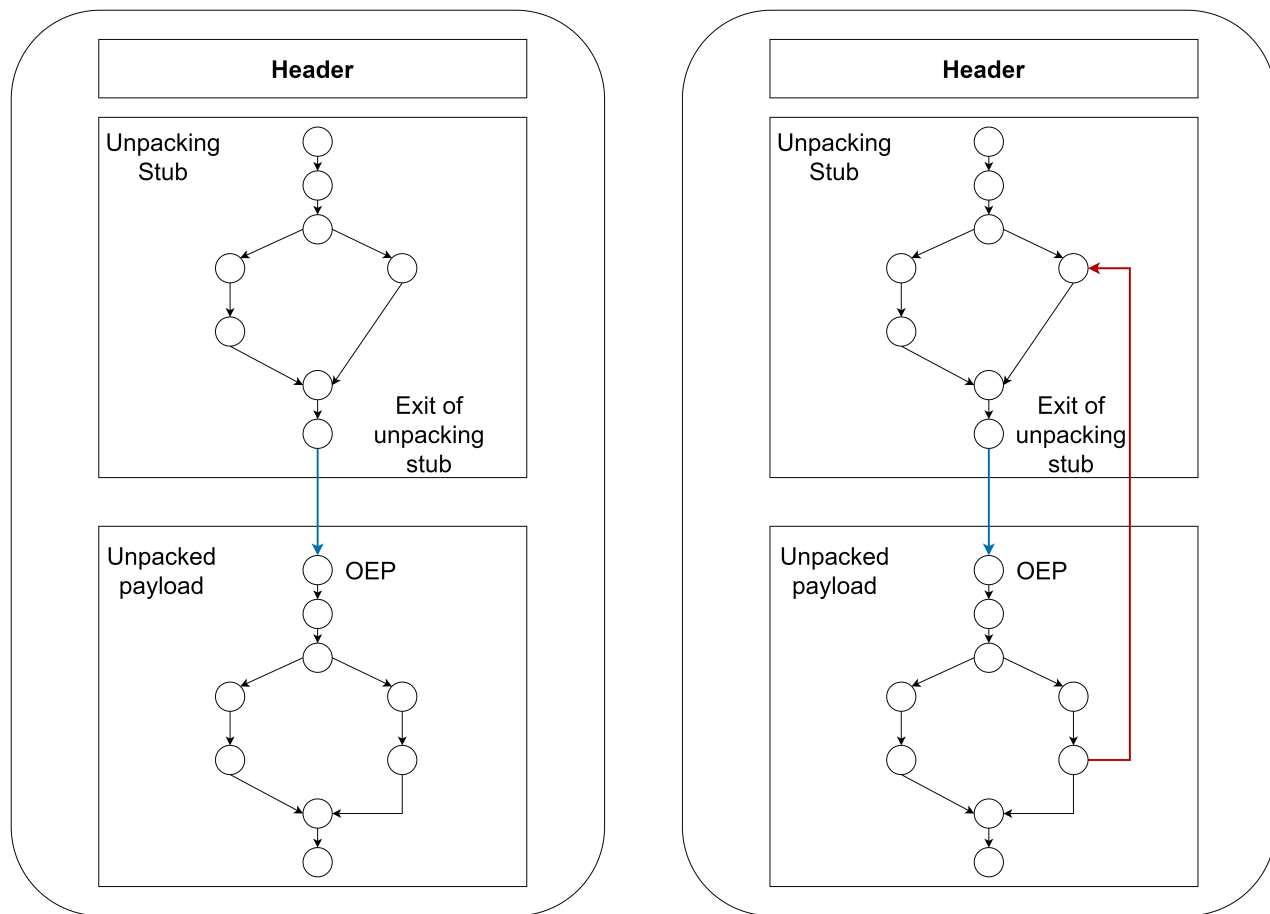 Header
Unpacking
Stub
Exit of
unpacking
stub
Unpacked
payload
OEP
Header
Unpacking
Stub
Exit of
unpacking
stub
Unpacked
payload
OEP